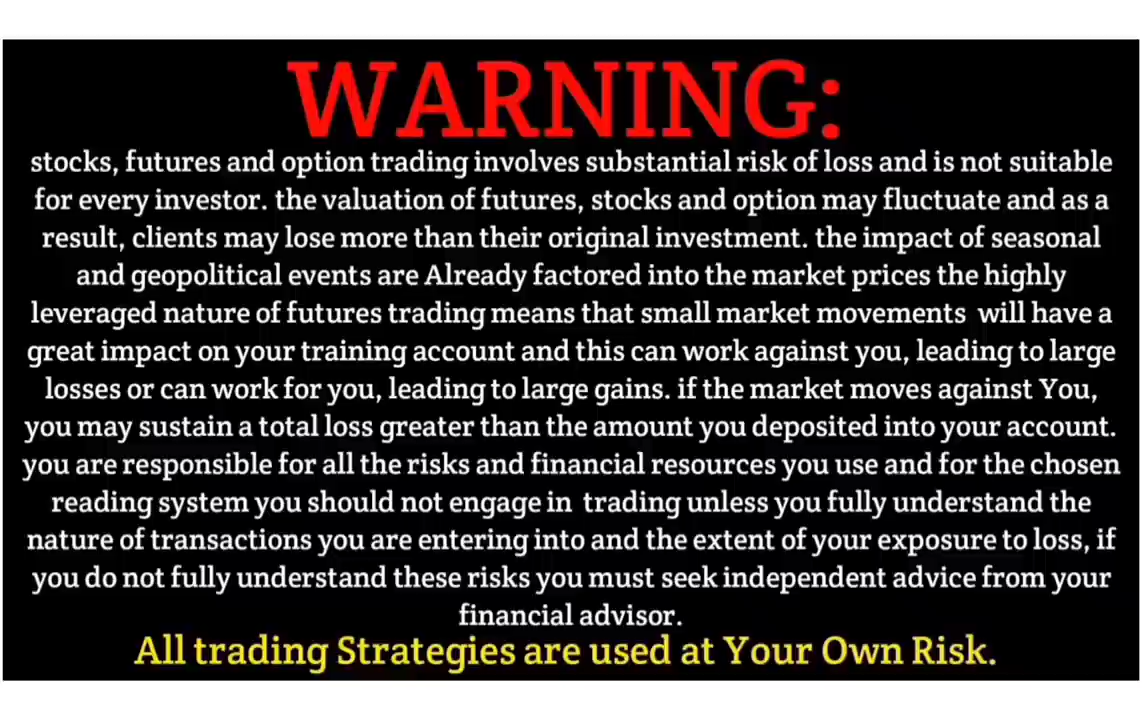 WARNING:
stocks, futures and option trading involves substantial risk of loss and is not suitable
for every investor. the valuation of futures, stocks and option may fluctuate and as a
result, clients may lose more than their original investment. the impact of seasonal
and geopolitical events are Already factored into the market prices the highly
leveraged nature of futures trading means that small market movements will have a
great impact on your training account and this can work against you, leading to large
losses or can work for you, leading to large gains. if the market moves against You,
you may sustain a total loss greater than the amount you deposited into your account.
you are responsible for all the risks and financial resources you use and for the chosen
reading system you should not engage in trading unless you fully understand the
nature of transactions you are entering into and the extent of your exposure to loss, if
you do not fully understand these risks you must seek independent advice from your
financial advisor.
All trading Strategies are used at Your Own Risk.